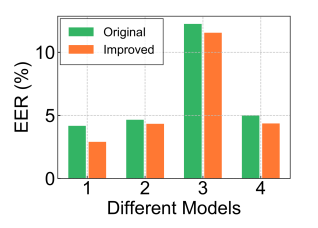 Original
Improved
10
5
0
EER (%)
1 2 3 4
Different Models